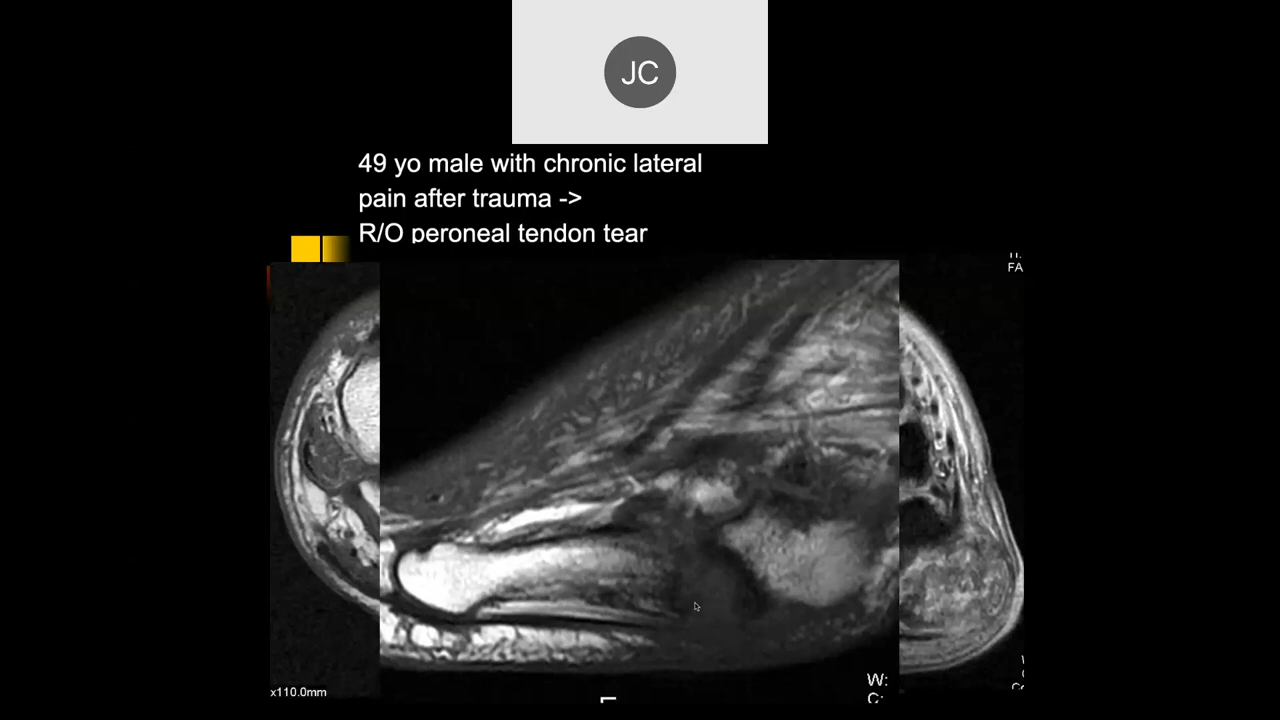 JC
49 yo male with chronic lateral
pain after trauma ->
R/O peroneal tendon tear
FA
x110.0mm
W:
C: